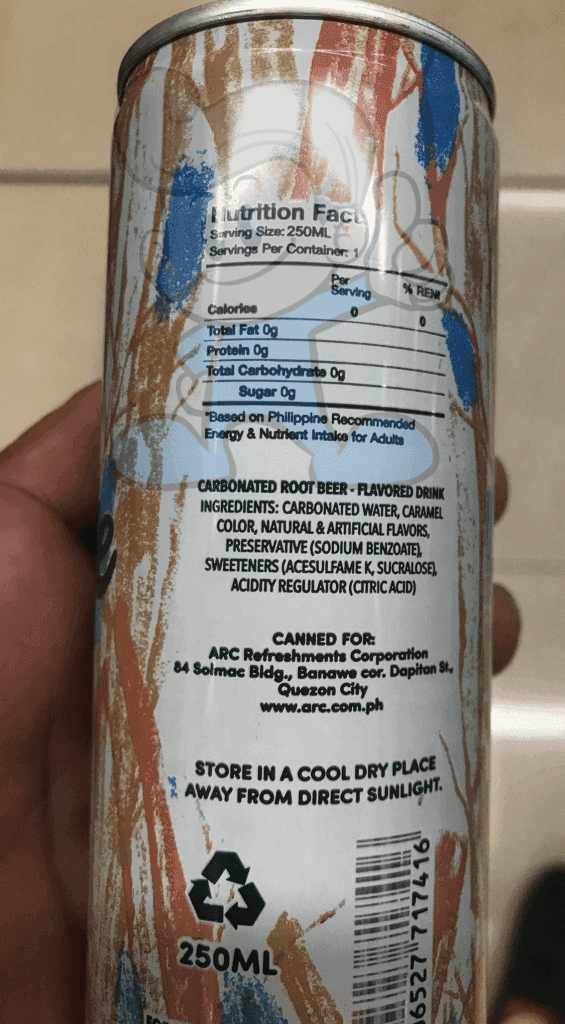 Nutrition Fact
Serving Size: 250ML
Servings Per Container: 1
Per
Serving
% RENI
Calories 0 0
Total Fat 0g
Protein 0g
Total Carbohydrate 0g
Sugar 0g
*Based on Philippine Recommended
Energy & Nutrient Intake for Adults
CARBONATED ROOT BEER - FLAVORED DRINK
INGREDIENTS: CARBONATED WATER, CARAMEL
COLOR, NATURAL & ARTIFICIAL FLAVORS,
PRESERVATIVE (SODIUM BENZOATE),
SWEETENERS (ACESULFAME K, SUCRALOSE),
ACIDITY REGULATOR (CITRIC ACID)
e
CANNED FOR:
ARC Refreshments Corporation
84 Solmac Bldg., Banawe cor. Dapitan St.,
Quezon City
www.arc.com.ph
STORE IN A COOL DRY PLACE
AWAY FROM DIRECT SUNLIGHT.
250ML
16527 717416